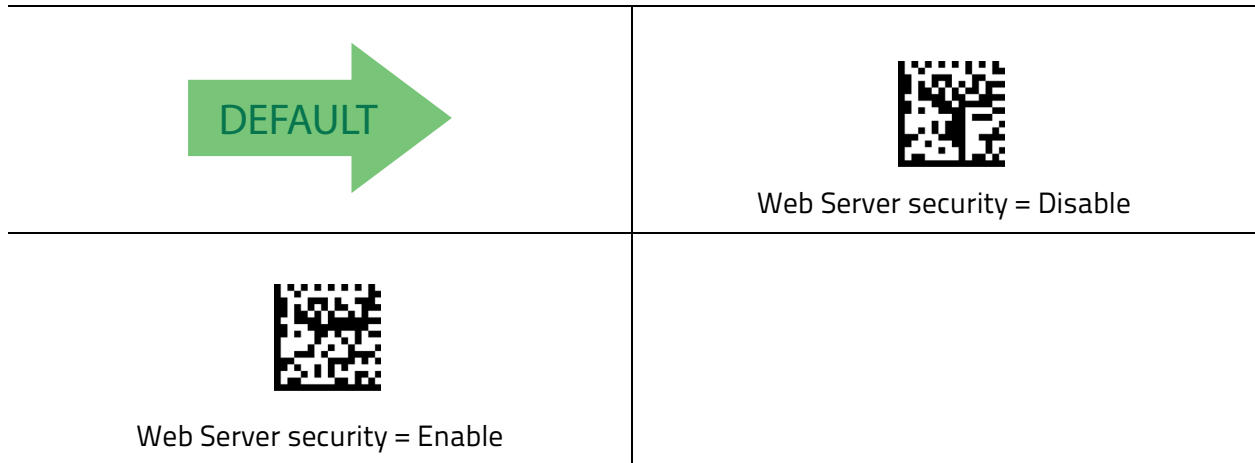 DEFAULT
Web Server security = Disable
Web Server security = Enable